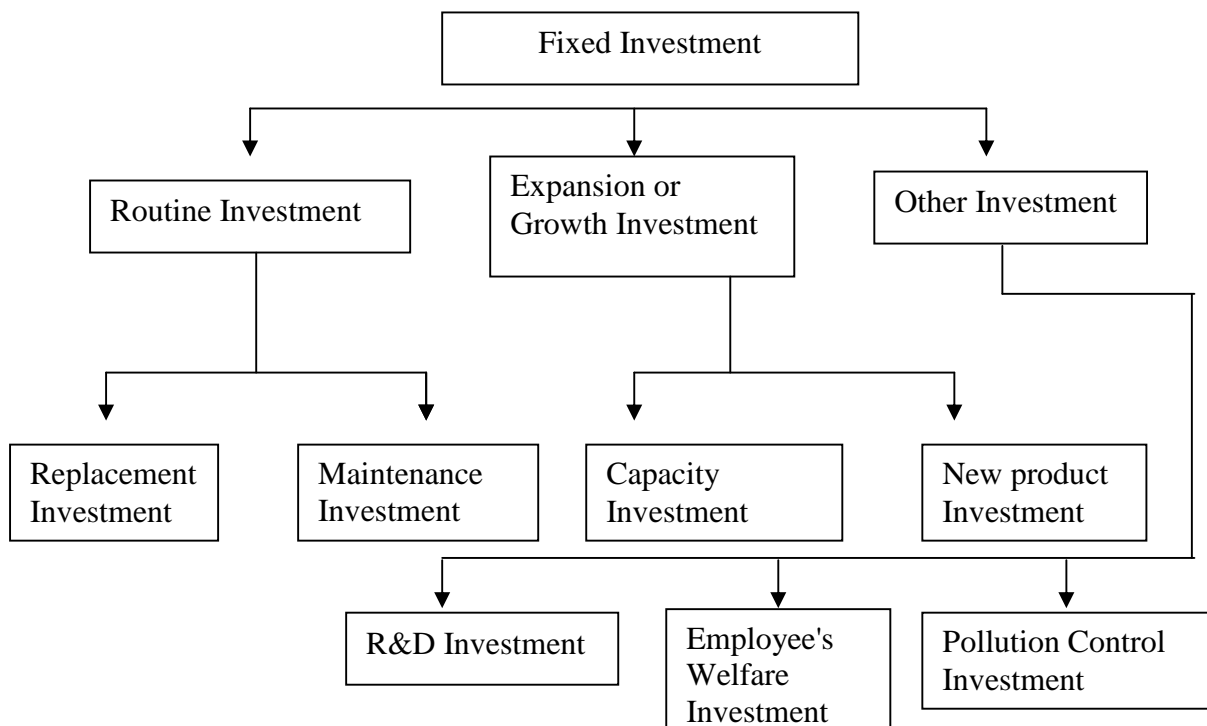 Fixed Investment
Routine Investment
Expansion or
Growth Investment
Other Investment
Replacement
Investment
Maintenance
Investment
Capacity
Investment
New product
Investment
R&D Investment
Employee's
Welfare
Investment
Pollution Control
Investment